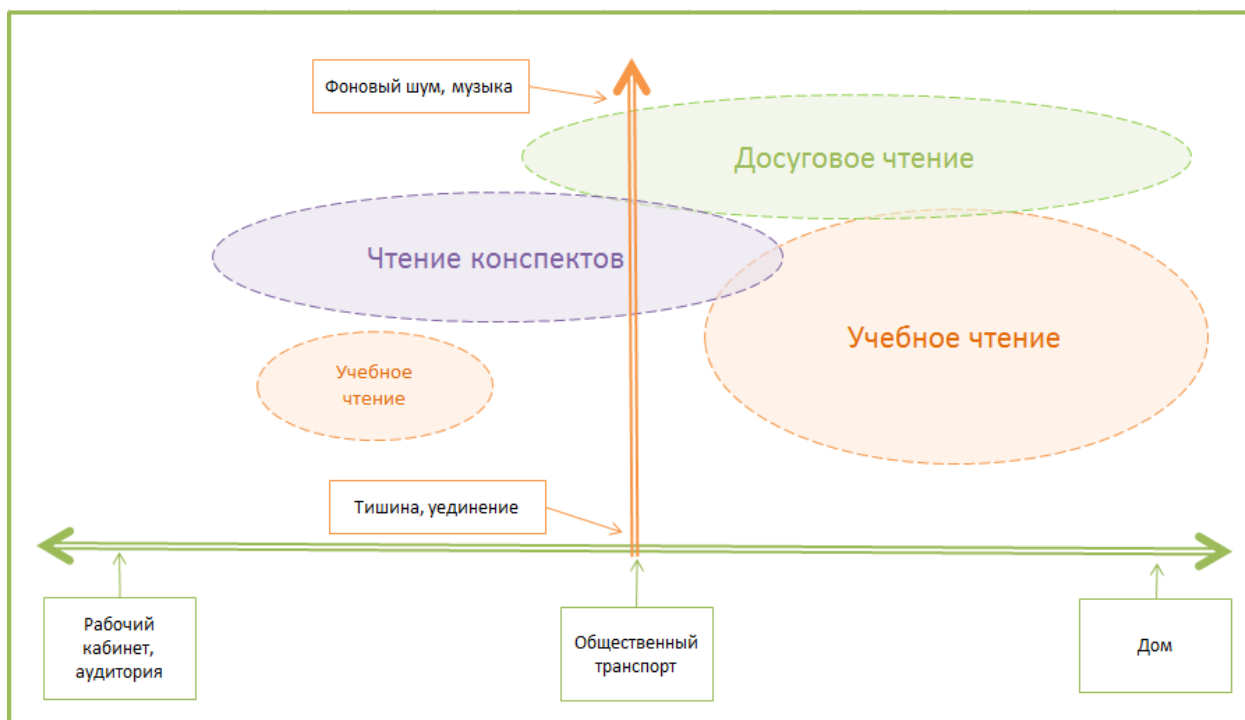 Фоновый шум, музыка
Досуговое чтение
Чтение конспектов
Учебное чтение
Учебное
чтение
Тишина, уединение
Рабочий
кабинет,
аудитория
Общественный
транспорт
Дом